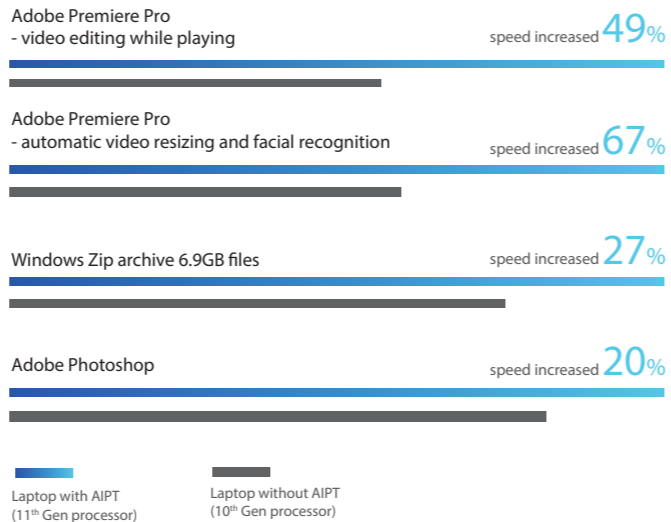 Adobe Premiere Pro
- video editing while playing
speed increased 49%
Adobe Premiere Pro
- automatic video resizing and facial recognition
speed increased 67%
Windows Zip archive 6.9GB files
speed increased 27%
Adobe Photoshop
speed increased 20%
Laptop with AIPT
(11th Gen processor)
Laptop without AIPT
(10th Gen processor)